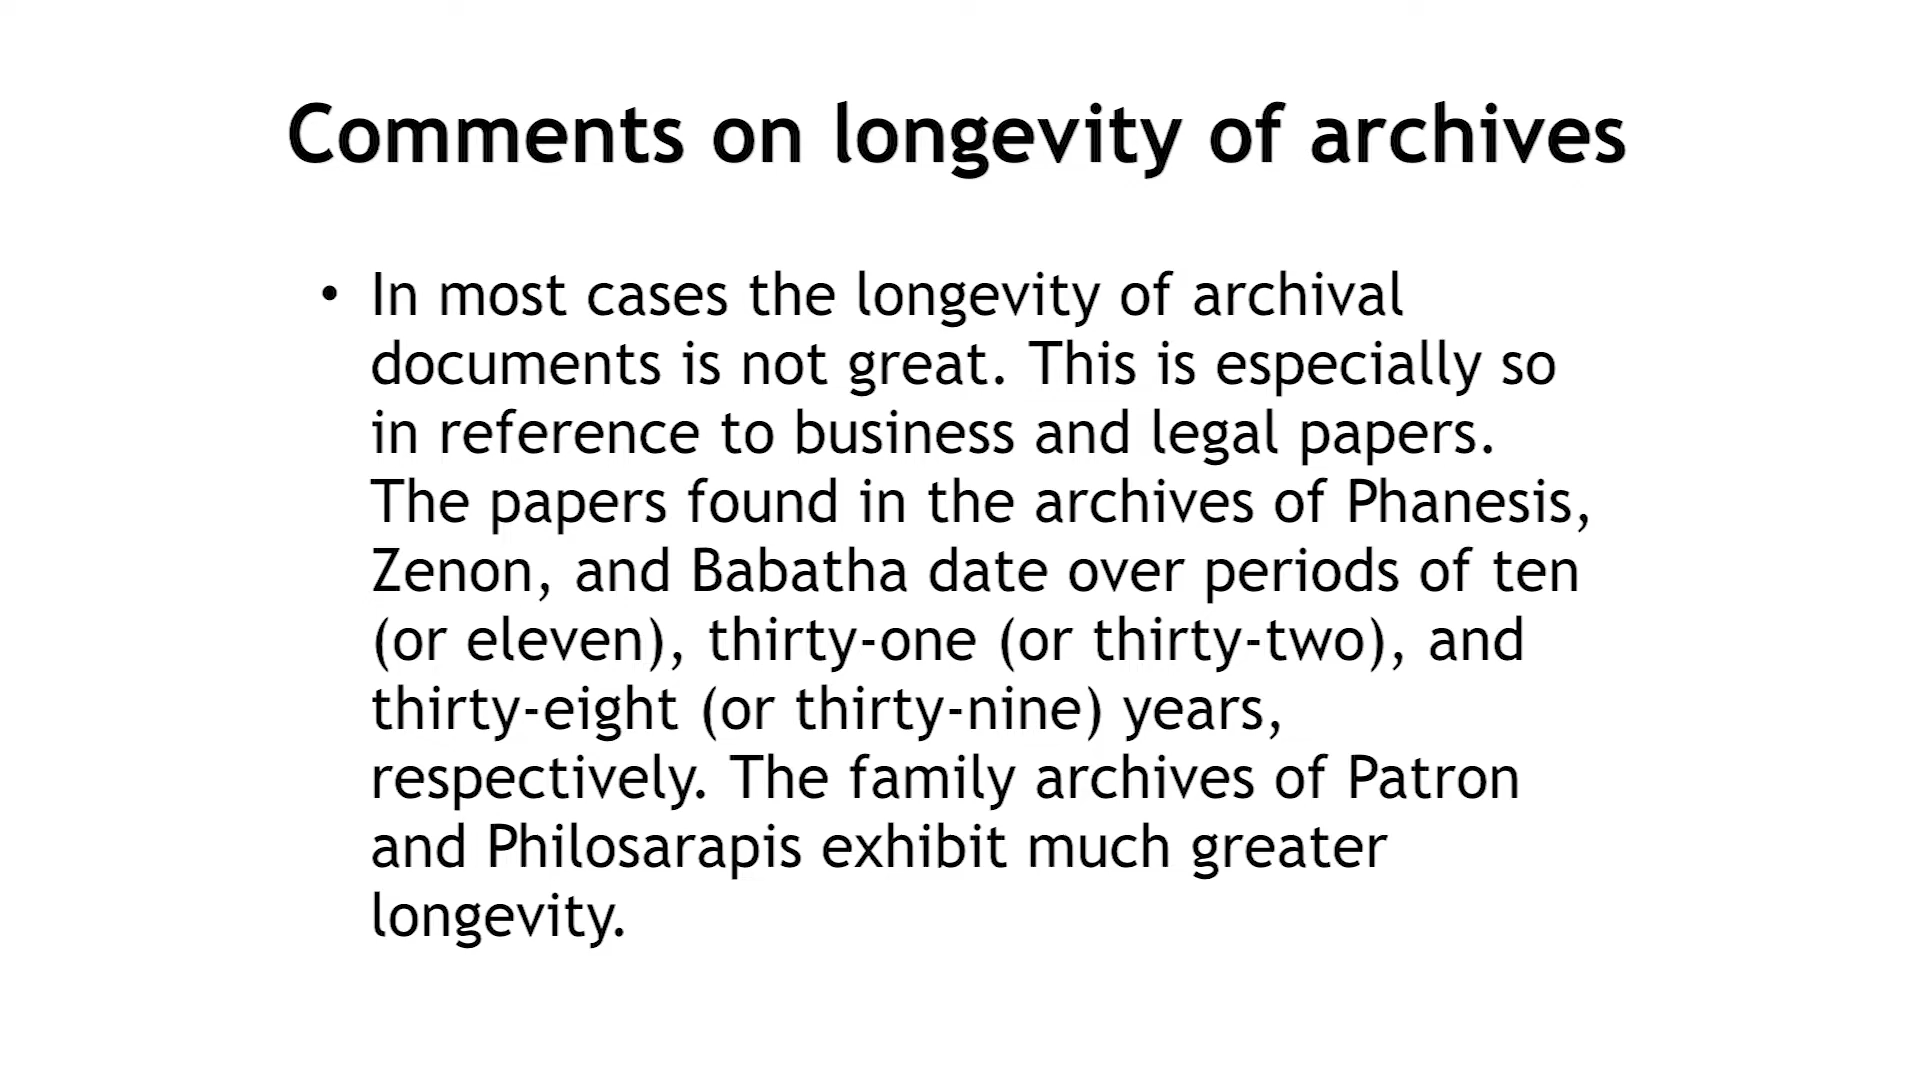 Comments on longevity of archives
• In most cases the longevity of archival
documents is not great. This is especially so
in reference to business and legal papers.
The papers found in the archives of Phanesis,
Zenon, and Babatha date over periods of ten
(or eleven), thirty-one (or thirty-two), and
thirty-eight (or thirty-nine) years,
respectively. The family archives of Patron
and Philosarapis exhibit much greater
longevity.